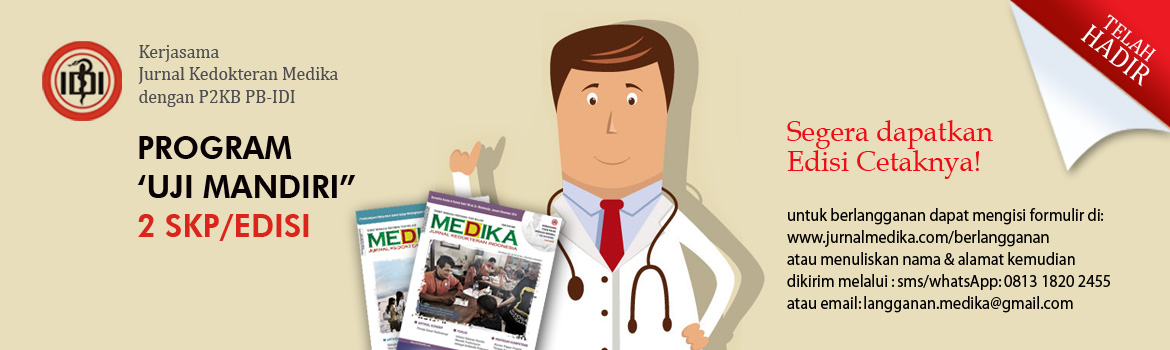 IDI
Kerjasama
Jurnal Kedokteran Medika
dengan P2KB PB-IDI
PROGRAM
‘UJI MANDIRI”
2 SKP/EDISI
MEDIKA
JURNAL KEDOKTERAN
MEDIKA
JURNAL KEDOKTERAN INDONESIA
TELAH
HADIR
Segera dapatkan
Edisi Cetaknya!
untuk berlangganan dapat mengisi formulir di:
www.jurnalmedika.com/berlangganan
atau menuliskan nama & alamat kemudian
dikirim melalui : sms/whatsApp: 0813 1820 2455
atau email: langganan.medika@gmail.com